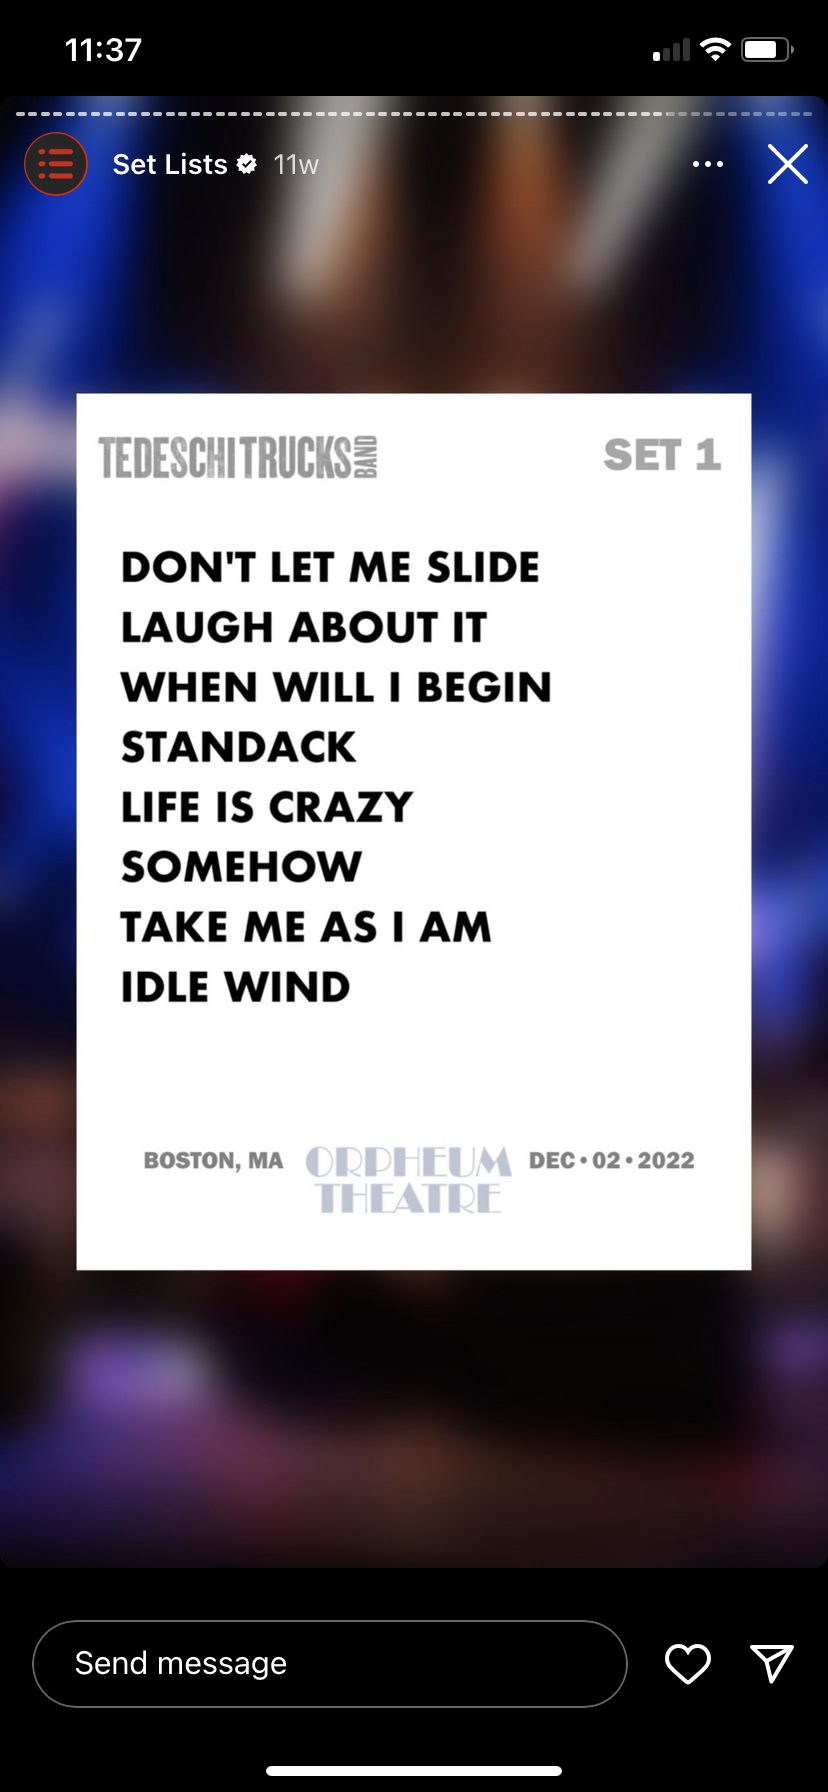 11:37
Set Lists 11w
TEDESCHI TRUCKS BAND
SET 1
DON'T LET ME SLIDE
LAUGH ABOUT IT
WHEN WILL I BEGIN
STANDACK
LIFE IS CRAZY
SOMEHOW
TAKE ME AS I AM
IDLE WIND
BOSTON, MA ORPHEUM THEATRE DEC • 02 • 2022
Send message